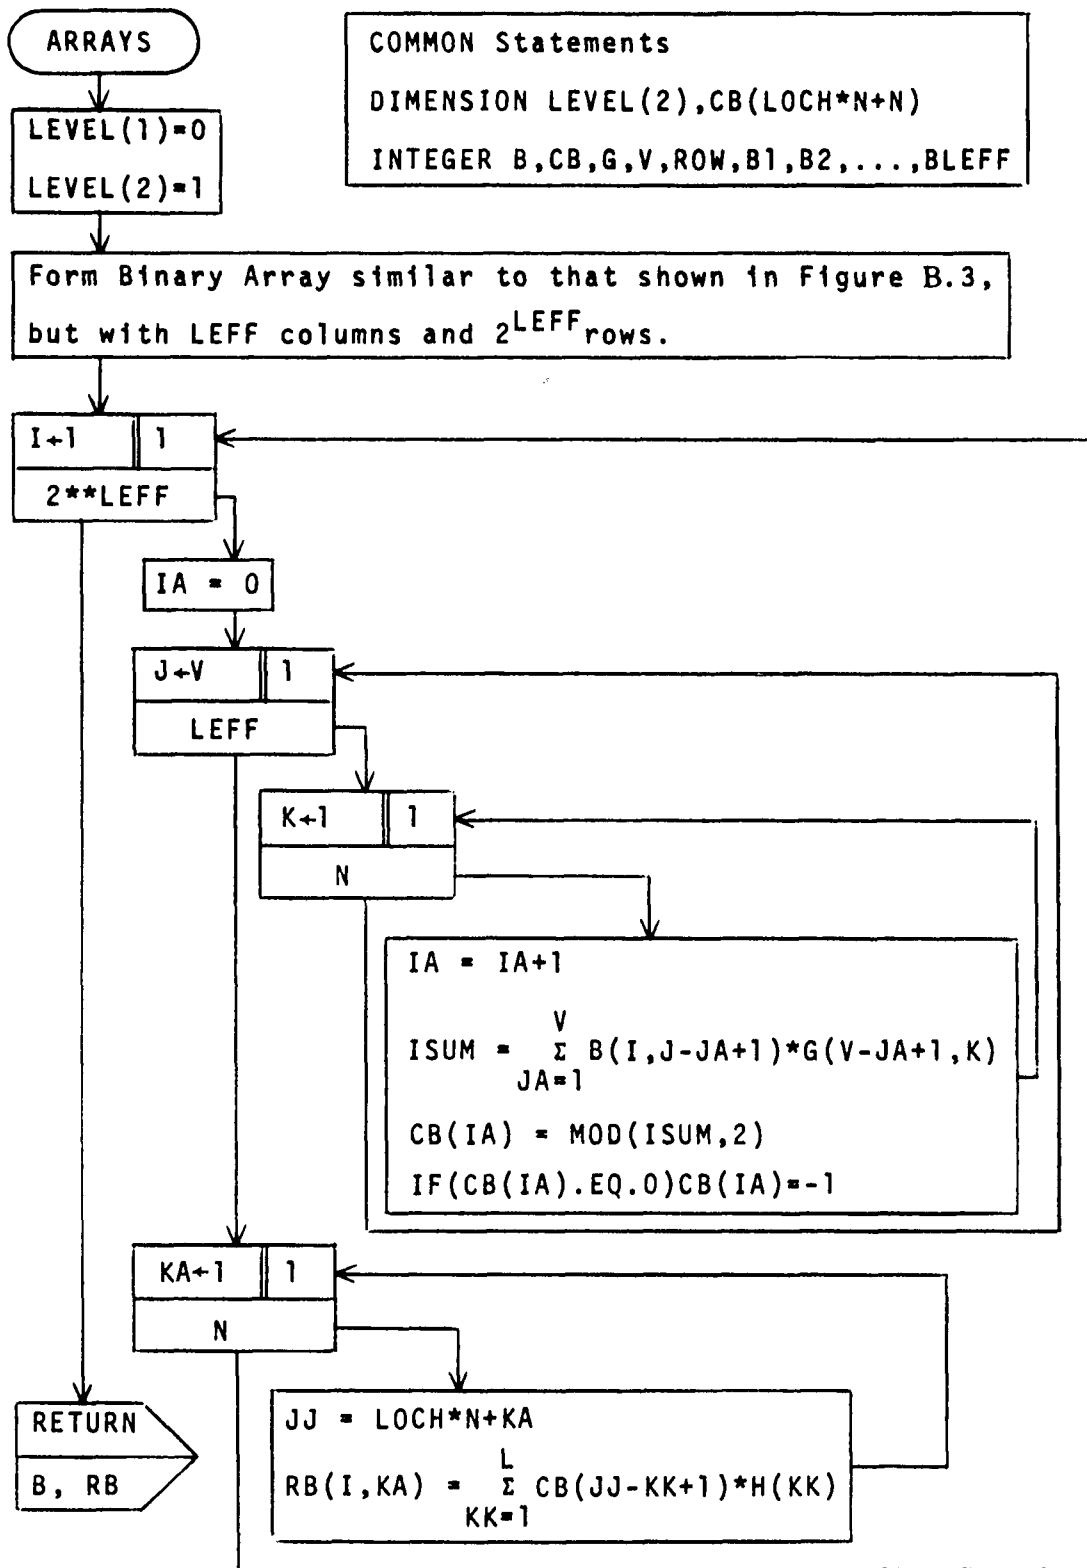 ARRAYS
COMMON Statements
DIMENSION LEVEL(2),CB(LOCH*N+N)
INTEGER B,CB,G,V,ROW,B1,B2,...,BLEFF
LEVEL(1)=0
LEVEL(2)=1
Form Binary Array similar to that shown in Figure B.3,
but with LEFF columns and 2^LEFF rows.
I←1 1
2**LEFF
IA = 0
J←V 1
LEFF
K←1 1
N
IA = IA+1
V
ISUM = Σ B(I,J-JA+1)*G(V-JA+1,K)
JA=1
CB(IA) = MOD(ISUM,2)
IF(CB(IA).EQ.0)CB(IA)=-1
KA←1 1
N
RETURN
B, RB
JJ = LOCH*N+KA
L
RB(I,KA) = Σ CB(JJ-KK+1)*H(KK)
KK=1